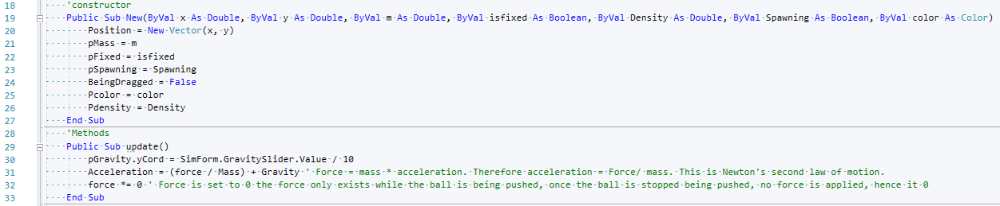 18 'constructor
19 Public Sub New(ByVal x As Double, ByVal y As Double, ByVal m As Double, ByVal isfixed As Boolean, ByVal Density As Double, ByVal Spawning As Boolean, ByVal color As Color)
20 Position = New Vector(x, y)
21 pMass = m
22 pFixed = isfixed
23 pSpawning = Spawning
24 BeingDragged = False
25 Pcolor = color
26 Pdensity = Density
27 End Sub
28 'Methods
29 Public Sub update()
30 pGravity.yCord = SimForm.GravitySlider.Value / 10
31 Acceleration = (force / Mass) + Gravity ' Force = mass * acceleration. Therefore acceleration = Force/ mass. This is Newton's second law of motion.
32 force *= 0 ' Force is set to 0 the force only exists while the ball is being pushed, once the ball is stopped being pushed, no force is applied, hence it 0
33 End Sub